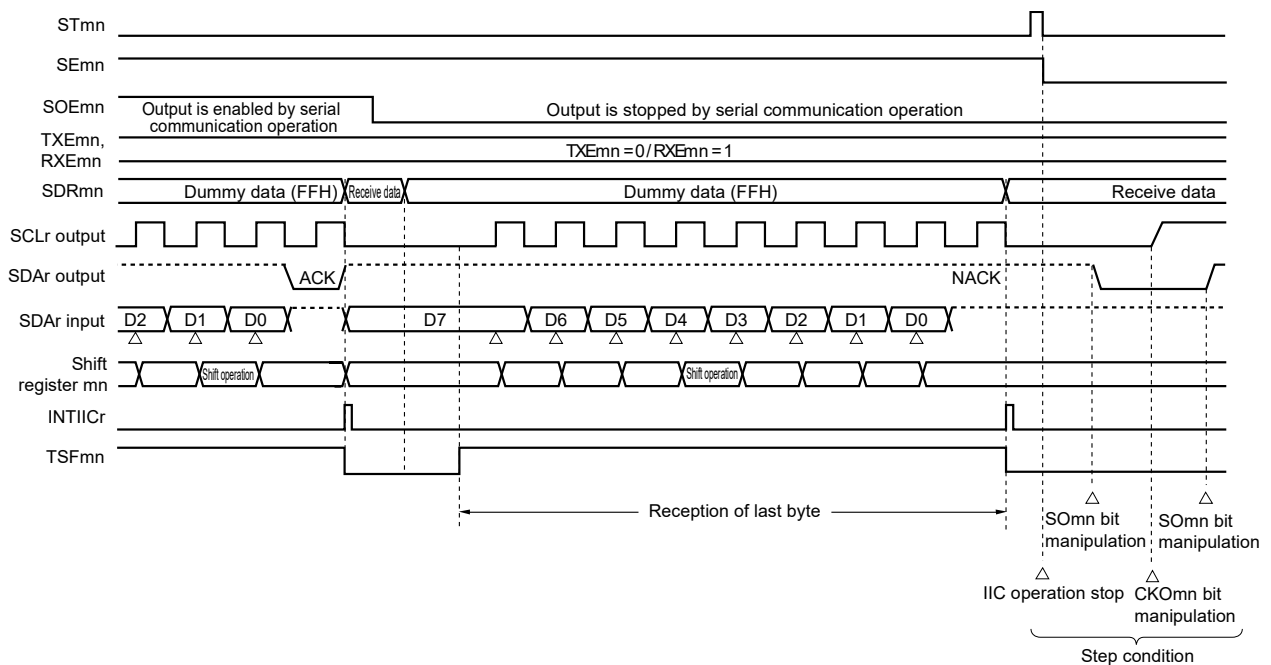 STmn
SEmn
SOEmn
Output is enabled by serial
communication operation
Output is stopped by serial communication operation
TXEmn,
RXEmn
TXEmn = 0 / RXEmn = 1
SDRmn
Dummy data (FFH)
Receive data
Dummy data (FFH)
Receive data
SCLr output
SDAr output
ACK
NACK
SDAr input
D2
D1
D0
D7
D6
D5
D4
D3
D2
D1
D0
Shift
register mn
Shift operation
Shift operation
INTIICr
TSFmn
Reception of last byte
SOmn bit
manipulation
SOmn bit
manipulation
IIC operation stop
CKOmn bit
manipulation
Step condition